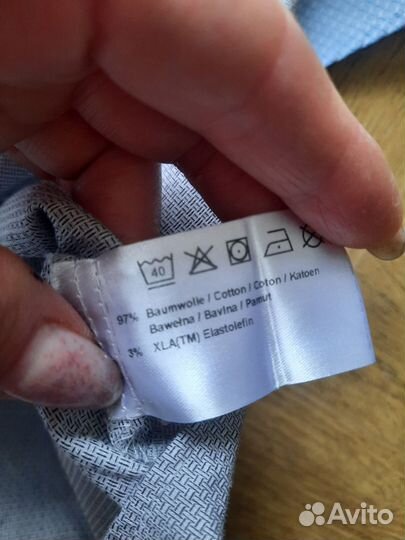 40
97% Baumwolle / Cotton / Coton / Katoen
Bawełna / Bavlna / Pamut
3% XLA(TM) Elastolefin
Avito